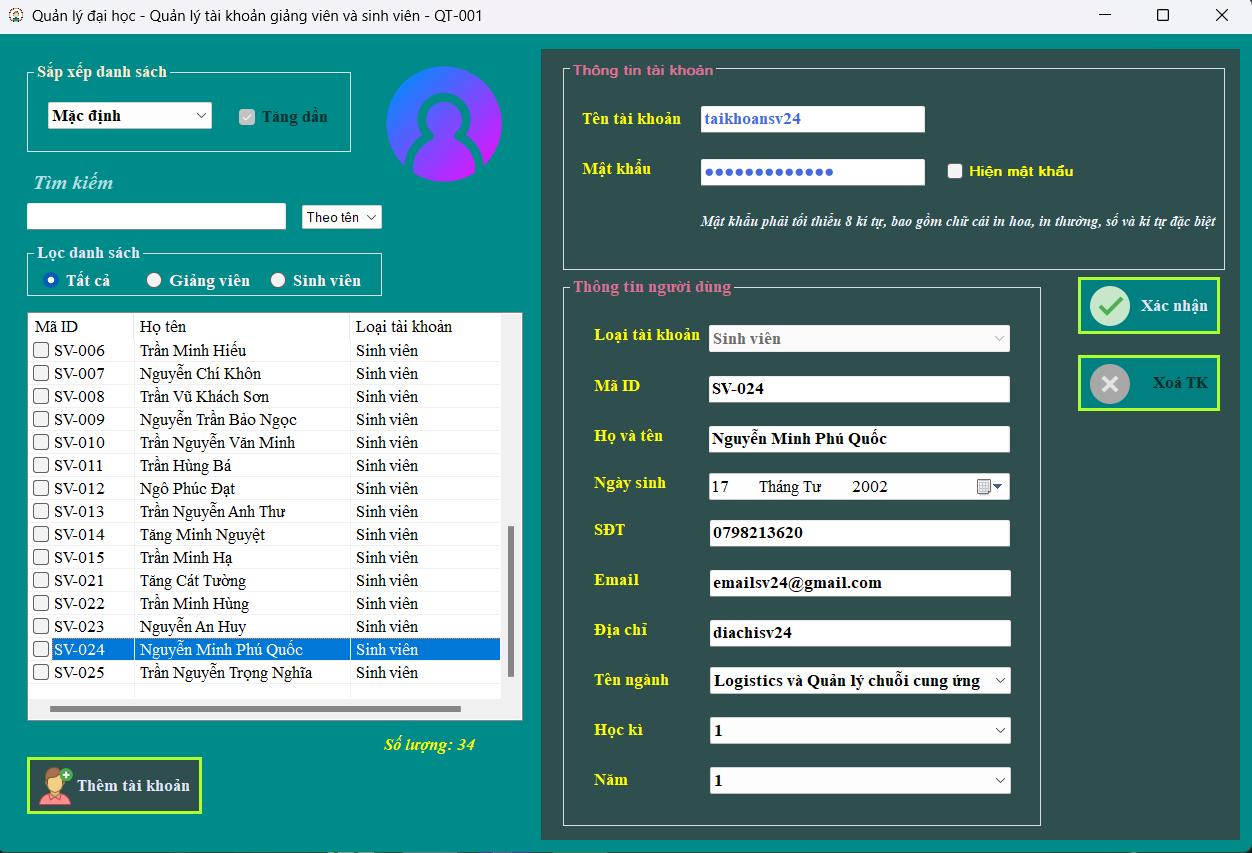 Quản lý đại học - Quản lý tài khoản giảng viên và sinh viên - QT-001
Sắp xếp danh sách
Mặc định
Tăng dần
Tìm kiếm
Theo tên
Lọc danh sách
Tất cả Giảng viên Sinh viên
Mã ID Họ tên Loại tài khoản
SV-006 Trần Minh Hiếu Sinh viên
SV-007 Nguyễn Chí Khôn Sinh viên
SV-008 Trần Vũ Khách Sơn Sinh viên
SV-009 Nguyễn Trần Bảo Ngọc Sinh viên
SV-010 Trần Nguyễn Văn Minh Sinh viên
SV-011 Trần Hùng Bá Sinh viên
SV-012 Ngô Phúc Đạt Sinh viên
SV-013 Trần Nguyễn Anh Thư Sinh viên
SV-014 Tăng Minh Nguyệt Sinh viên
SV-015 Trần Minh Hạ Sinh viên
SV-021 Tăng Cát Tường Sinh viên
SV-022 Trần Minh Hùng Sinh viên
SV-023 Nguyễn An Huy Sinh viên
SV-024 Nguyễn Minh Phú Quốc Sinh viên
SV-025 Trần Nguyễn Trọng Nghĩa Sinh viên
Số lượng: 34
Thêm tài khoản
Thông tin tài khoản
Tên tài khoản taikhoansv24
Mật khẩu ●●●●●●●●●●●●● Hiện mật khẩu
Mật khẩu phải tối thiểu 8 kí tự, bao gồm chữ cái in hoa, in thường, số và kí tự đặc biệt
Thông tin người dùng
Loại tài khoản Sinh viên
Mã ID SV-024
Họ và tên Nguyễn Minh Phú Quốc
Ngày sinh 17 Tháng Tư 2002
SĐT 0798213620
Email emailsv24@gmail.com
Địa chỉ diachisv24
Tên ngành Logistics và Quản lý chuỗi cung ứng
Học kì 1
Năm 1
Xác nhận
Xoá TK